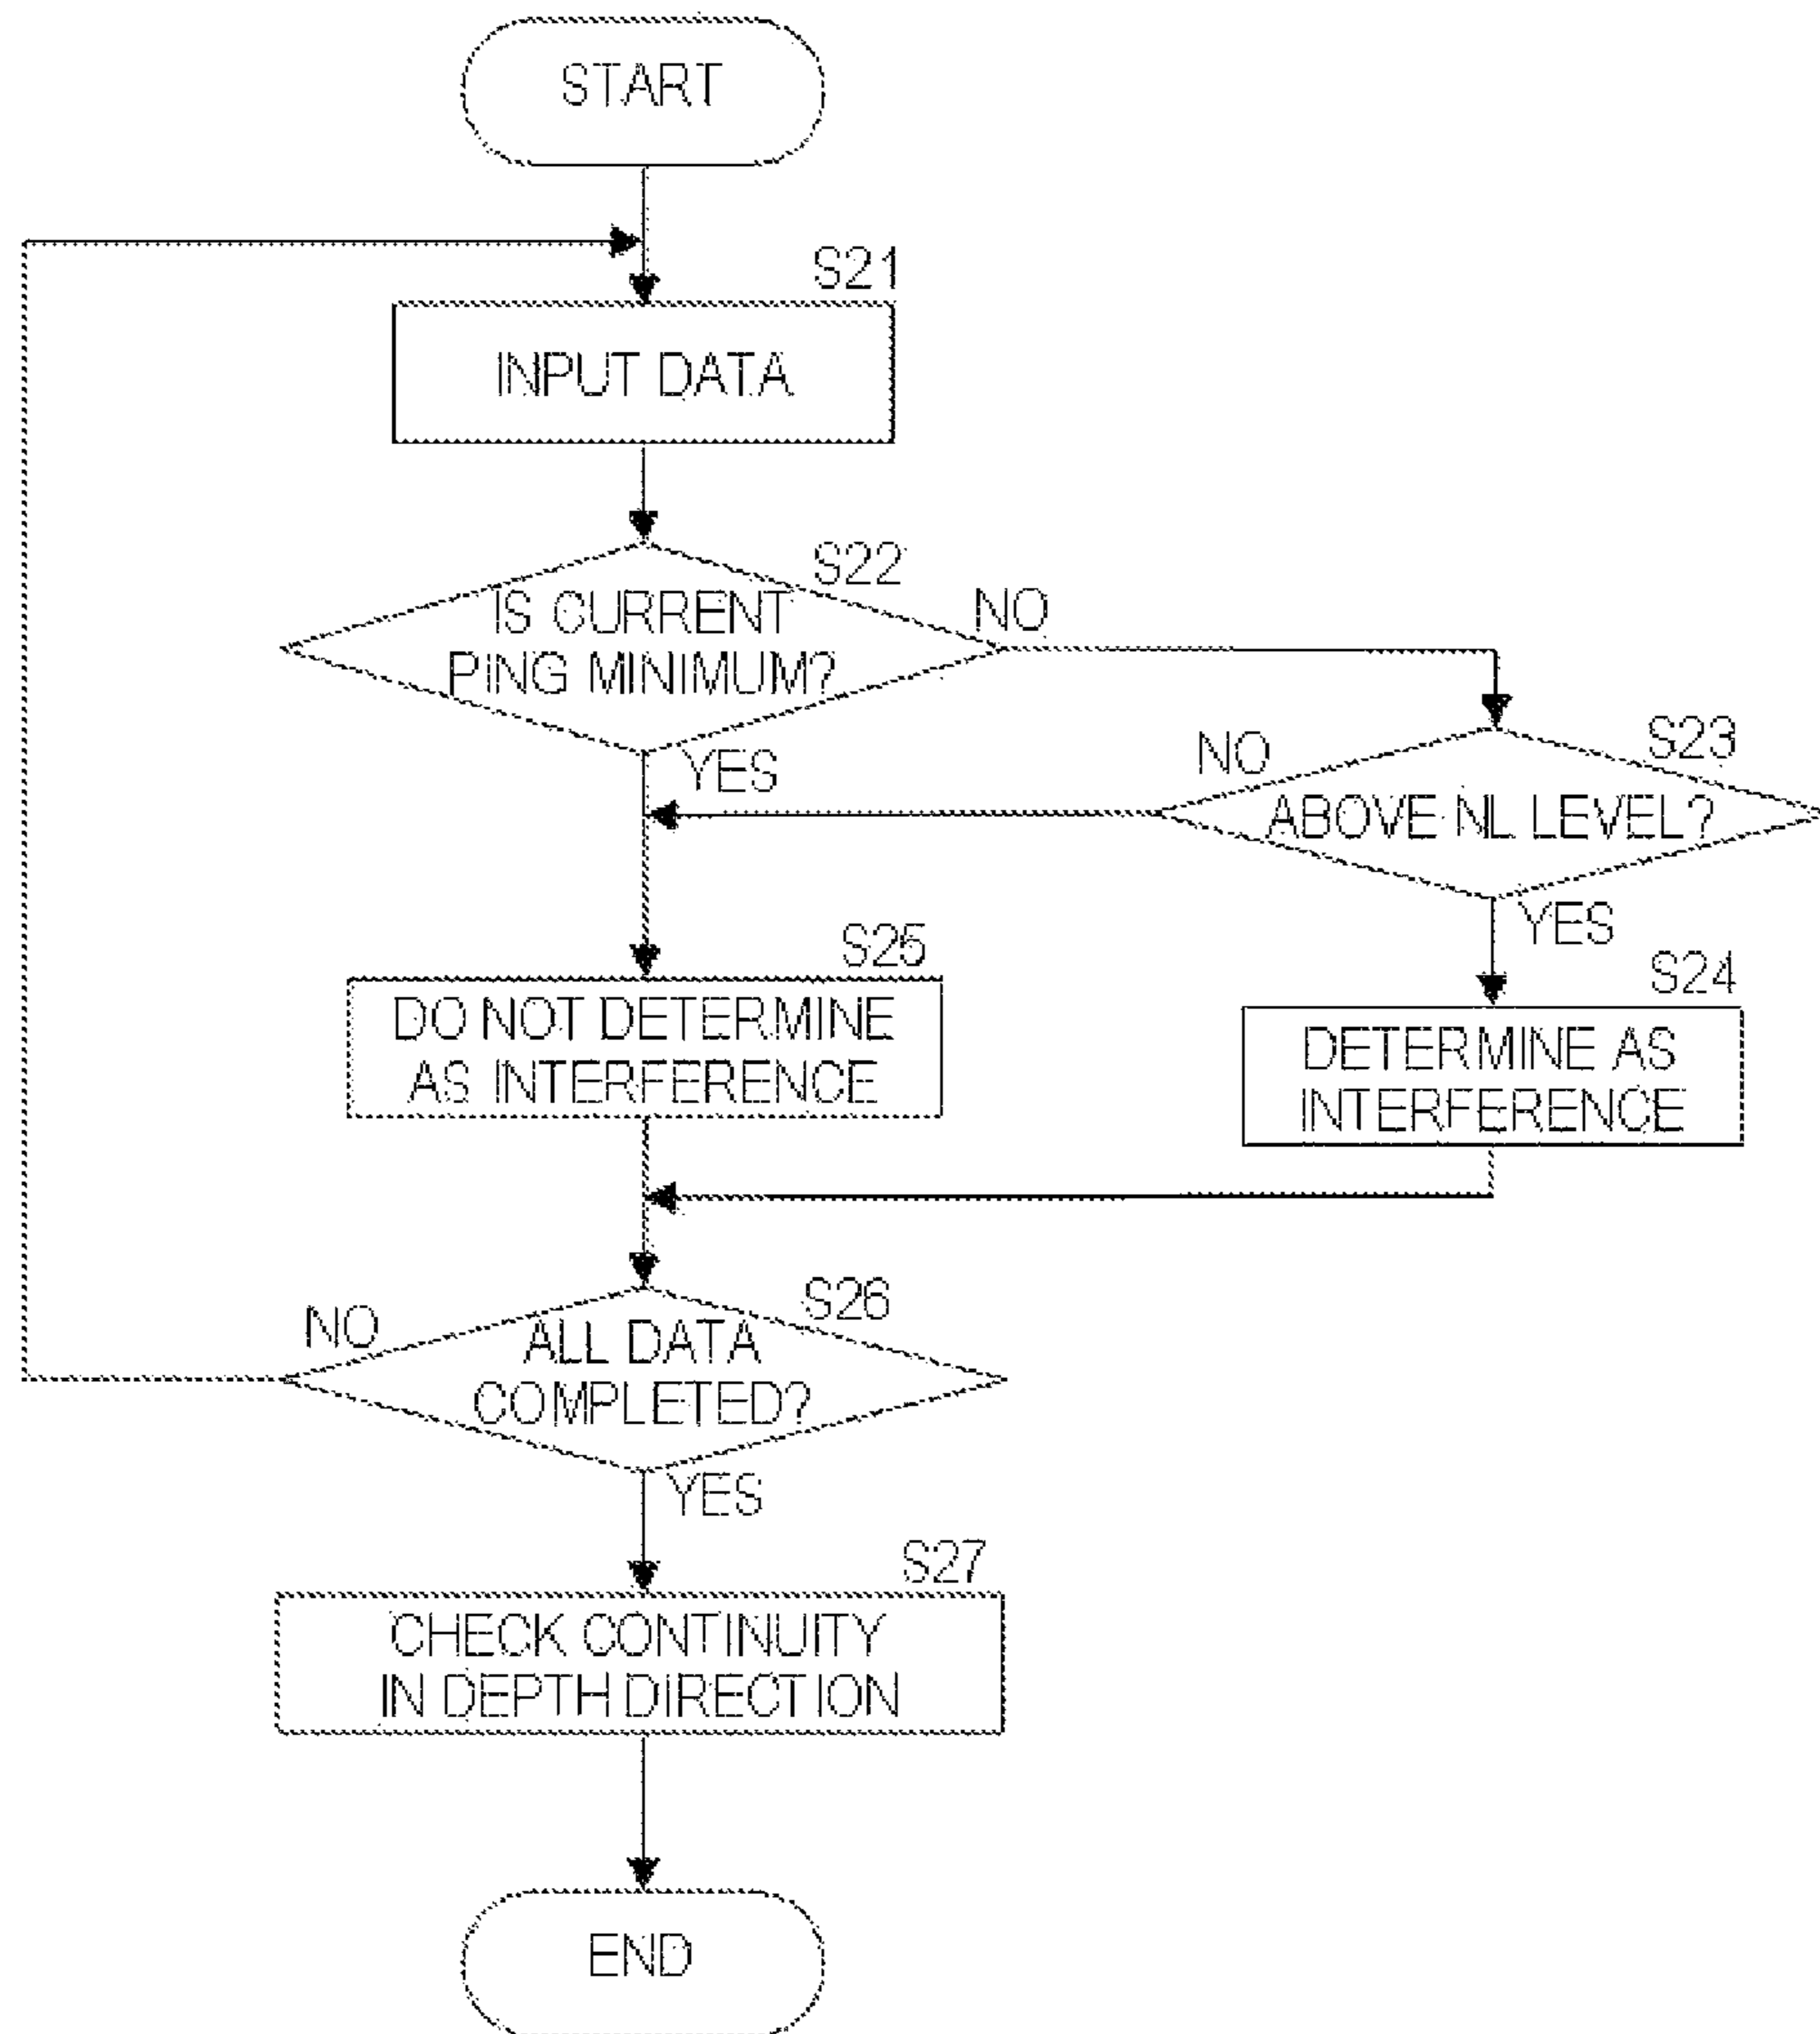 START
S21
INPUT DATA
S22
IS CURRENT
PING MINIMUM?
NO
YES
S23
NO
ABOVE NL LEVEL?
YES
S25
DO NOT DETERMINE
AS INTERFERENCE
S24
DETERMINE AS
INTERFERENCE
S26
NO
ALL DATA
COMPLETED?
YES
S27
CHECK CONTINUITY
IN DEPTH DIRECTION
END